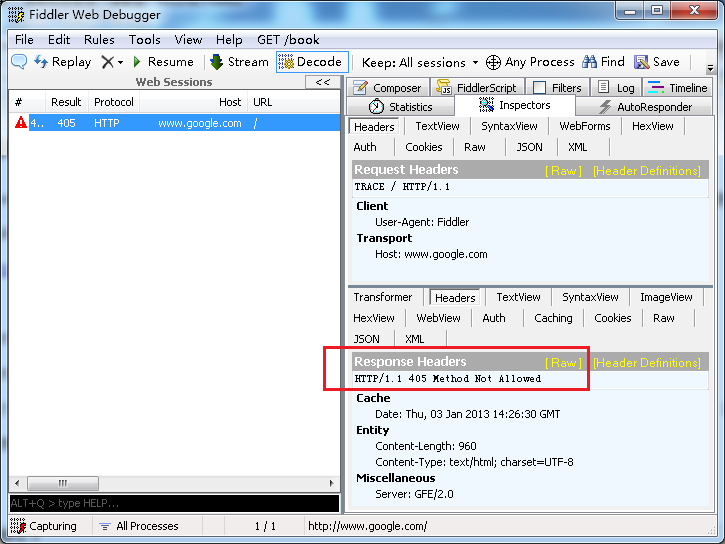 Fiddler Web Debugger
File Edit Rules Tools View Help GET /book
Replay Resume Stream Decode Keep: All sessions Any Process Find Save
Web Sessions <<
# Result Protocol Host URL
4.. 405 HTTP www.google.com /
ALT+Q > type HELP...
Composer FiddlerScript Filters Log Timeline
Statistics Inspectors AutoResponder
Headers TextView SyntaxView WebForms HexView
Auth Cookies Raw JSON XML
Request Headers [ Raw ] [Header Definitions]
TRACE / HTTP/1.1
Client
User-Agent: Fiddler
Transport
Host: www.google.com
Transformer Headers TextView SyntaxView ImageView
HexView WebView Auth Caching Cookies Raw
JSON XML
Response Headers [ Raw ] [Header Definitions]
HTTP/1.1 405 Method Not Allowed
Cache
Date: Thu, 03 Jan 2013 14:26:30 GMT
Entity
Content-Length: 960
Content-Type: text/html; charset=UTF-8
Miscellaneous
Server: GFE/2.0
Capturing All Processes 1 / 1 http://www.google.com/